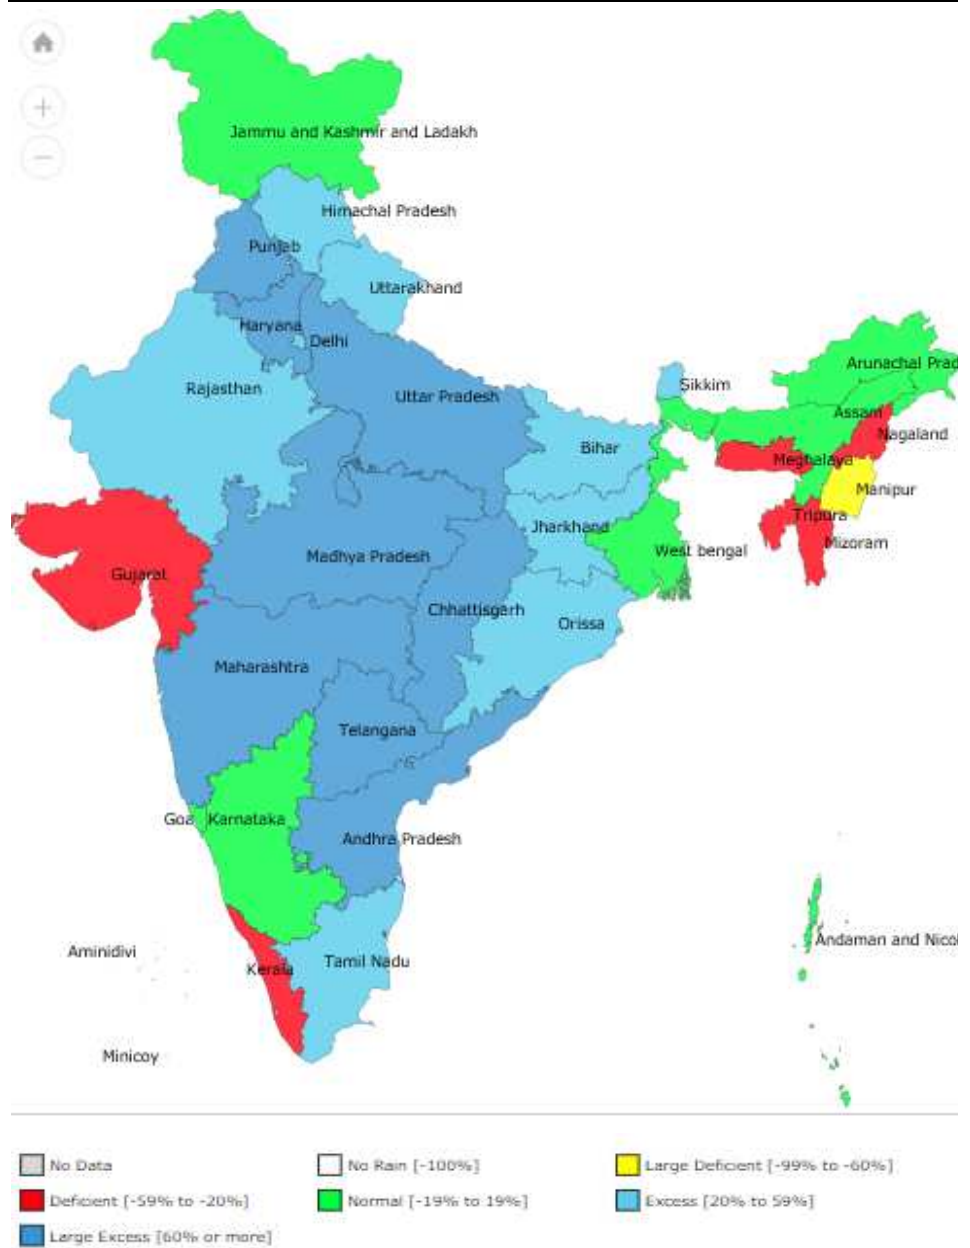 Jammu and Kashmir and Ladakh
Himachal Pradesh
Punjab
Uttarakhand
Haryana
Delhi
Arunachal Prad
Rajasthan
Sikkim
Uttar Pradesh
Assam
Nagaland
Bihar
Meghalaya
Manipur
Tripura
Jharkhand
Mizoram
West bengal
Madhya Pradesh
Gujarat
Chhattisgarh
Orissa
Maharashtra
Telangana
Goa
Karnataka
Andhra Pradesh
Andaman and Nicol
Aminidivi
Tamil Nadu
Kerala
Minicoy
No Data
No Rain [-100%]
Large Deficient [-99% to -60%]
Deficient [-59% to -20%]
Normal [-19% to 19%]
Excess [20% to 59%]
Large Excess [60% or more]